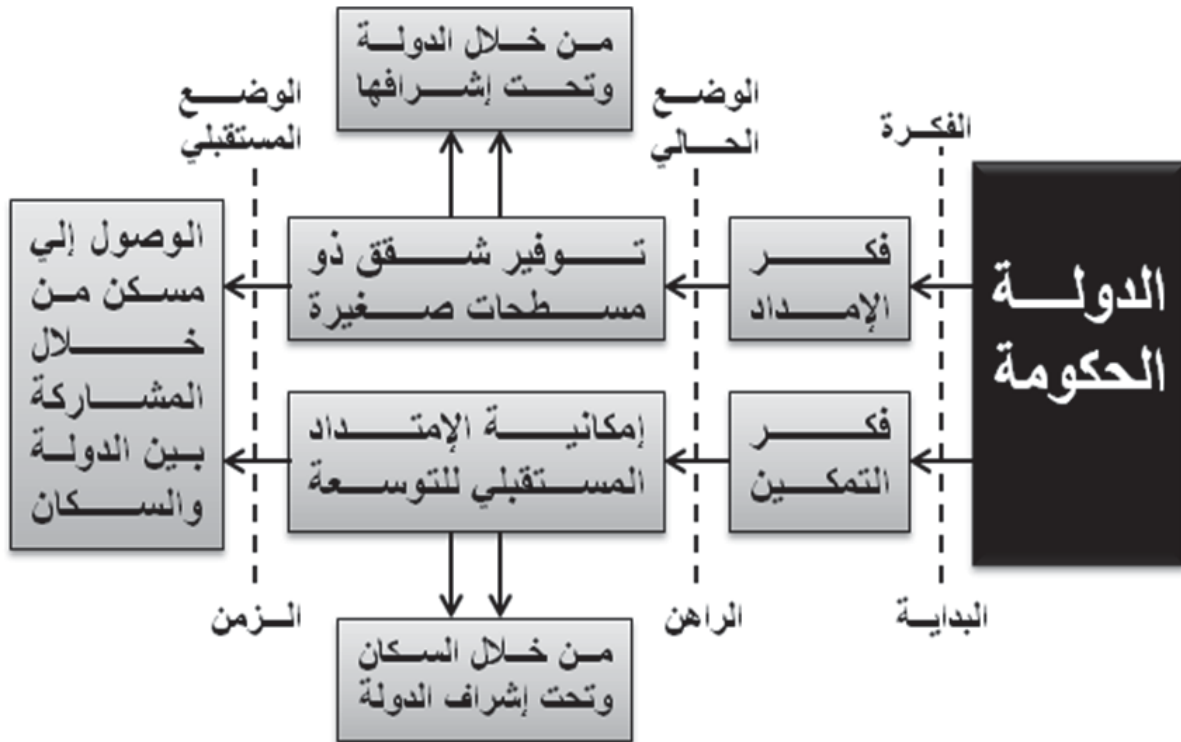 الدولة
الحكومة
الفكرة
البداية
فكر
الإمداد
فكر
التمكين
الوضع
الحالي
الراهن
من خلال الدولة
وتحت إشرافها
توفير شقق ذو
مسطحات صغيرة
إمكانية الإمتداد
المستقبلي للتوسعة
من خلال السكان
وتحت إشراف الدولة
الوضع
المستقبلي
الزمن
الوصول إلي
مسكن من
خلال
المشاركة
بين الدولة
والسكان